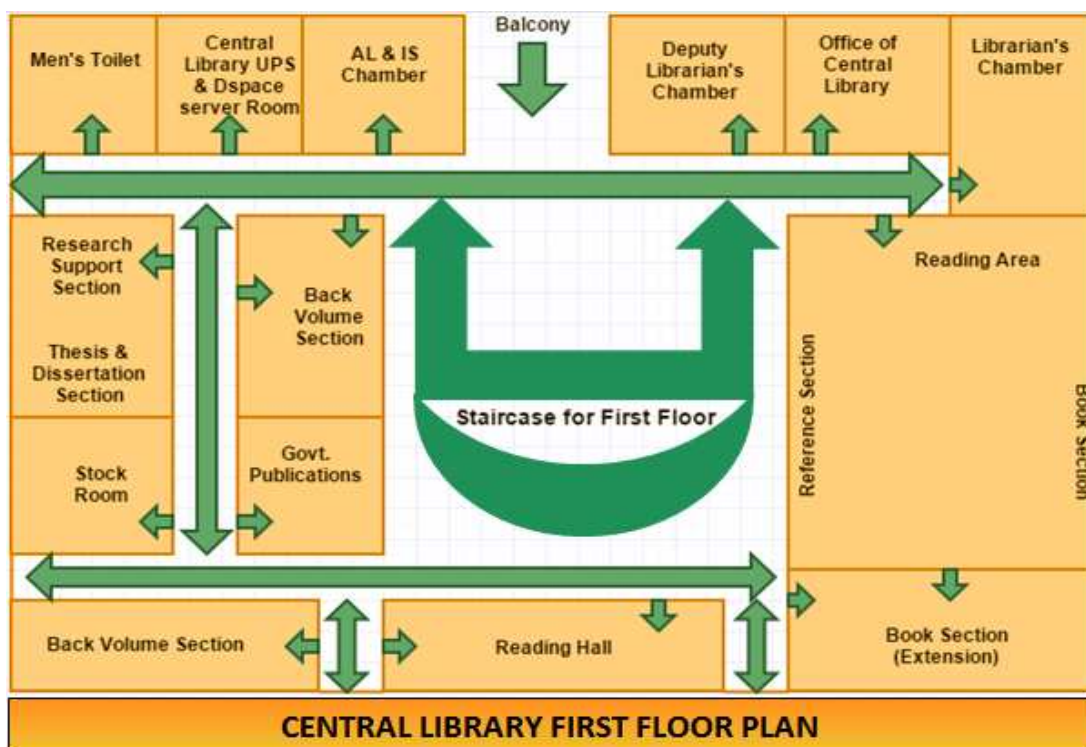 Balcony
Men's Toilet
Central
Library UPS
& Dspace
server Room
AL & IS
Chamber
Deputy
Librarian's
Chamber
Office of
Central
Library
Librarian's
Chamber
Research
Support
Section
Thesis &
Dissertation
Section
Back
Volume
Section
Reading Area
Staircase for First Floor
Reference Section
Book Section
Stock
Room
Govt.
Publications
Back Volume Section
Reading Hall
Book Section
(Extension)
CENTRAL LIBRARY FIRST FLOOR PLAN